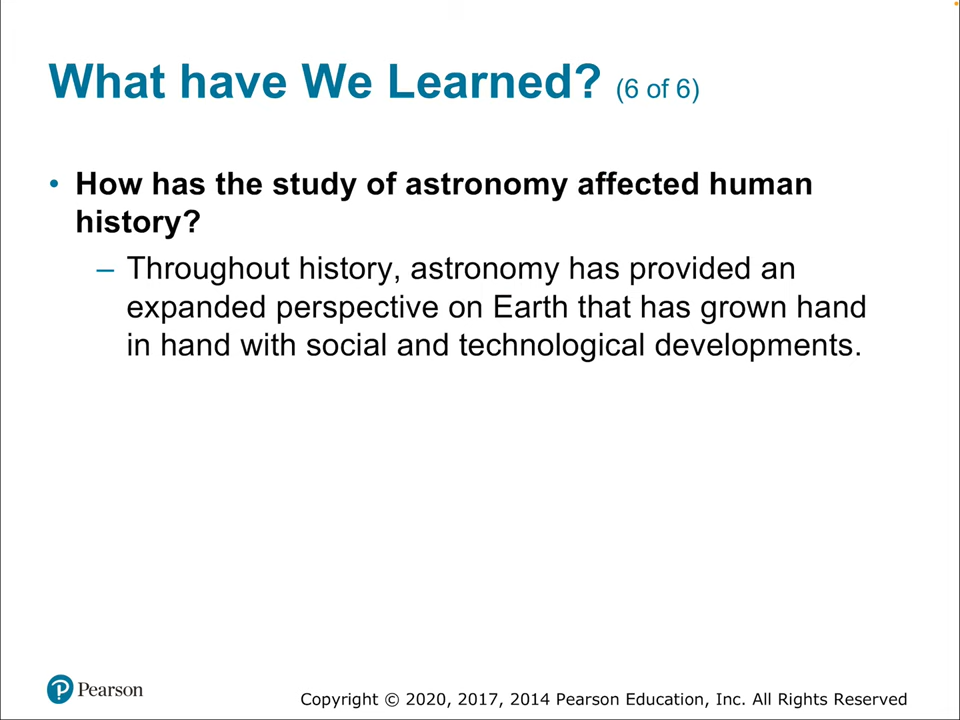 What have We Learned? (6 of 6)
• How has the study of astronomy affected human
history?
– Throughout history, astronomy has provided an
expanded perspective on Earth that has grown hand
in hand with social and technological developments.
Pearson
Copyright © 2020, 2017, 2014 Pearson Education, Inc. All Rights Reserved